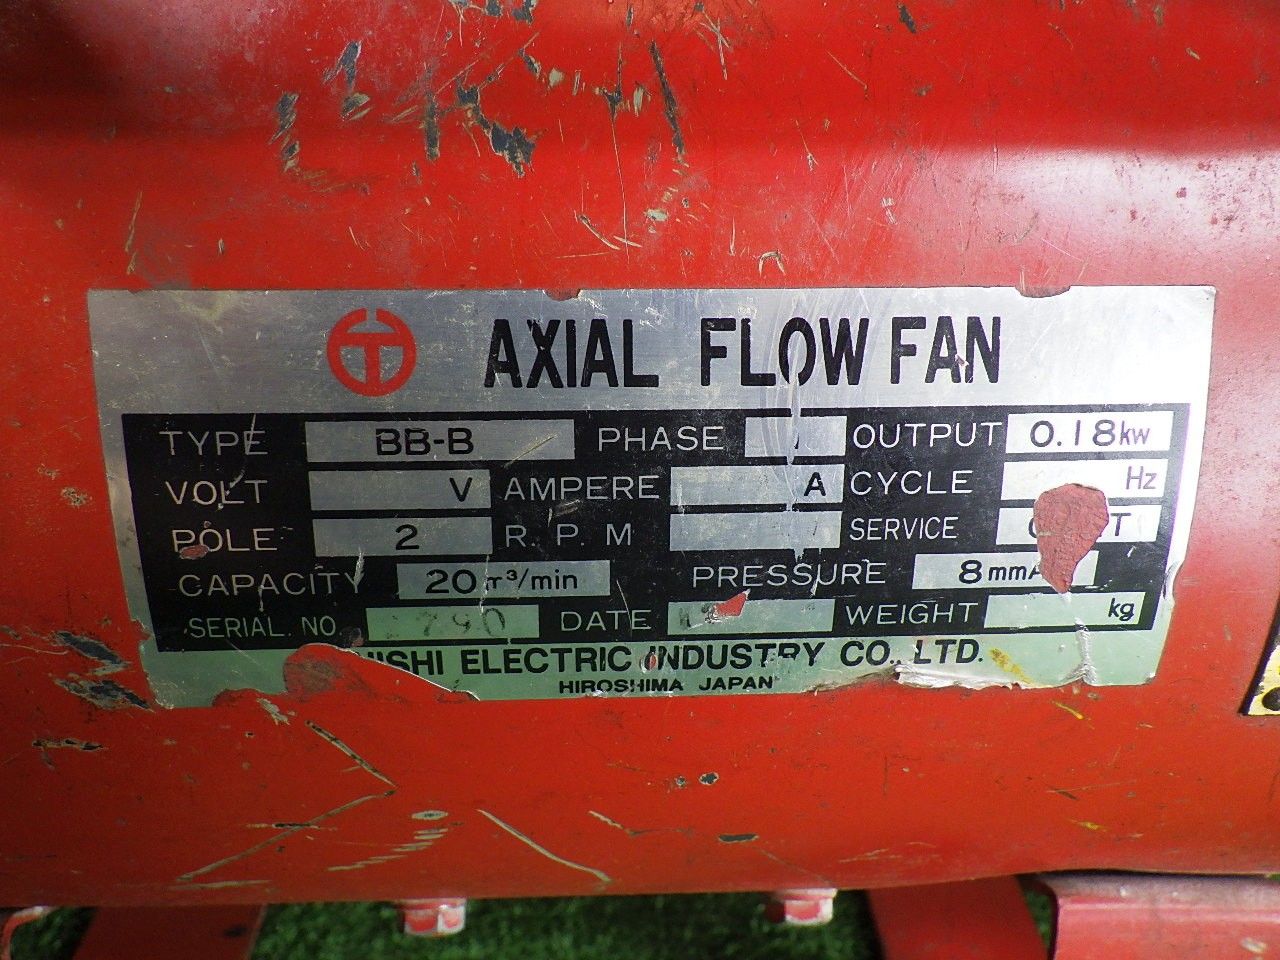 AXIAL FLOW FAN
TYPE BB-B PHASE OUTPUT 0.18kw
VOLT V AMPERE A CYCLE Hz
POLE 2 R. P. M SERVICE
CAPACITY 20m³/min PRESSURE 8mmA
SERIAL. NO. 790 DATE WEIGHT kg
ELECTRIC INDUSTRY CO., LTD.
HIROSHIMA JAPAN